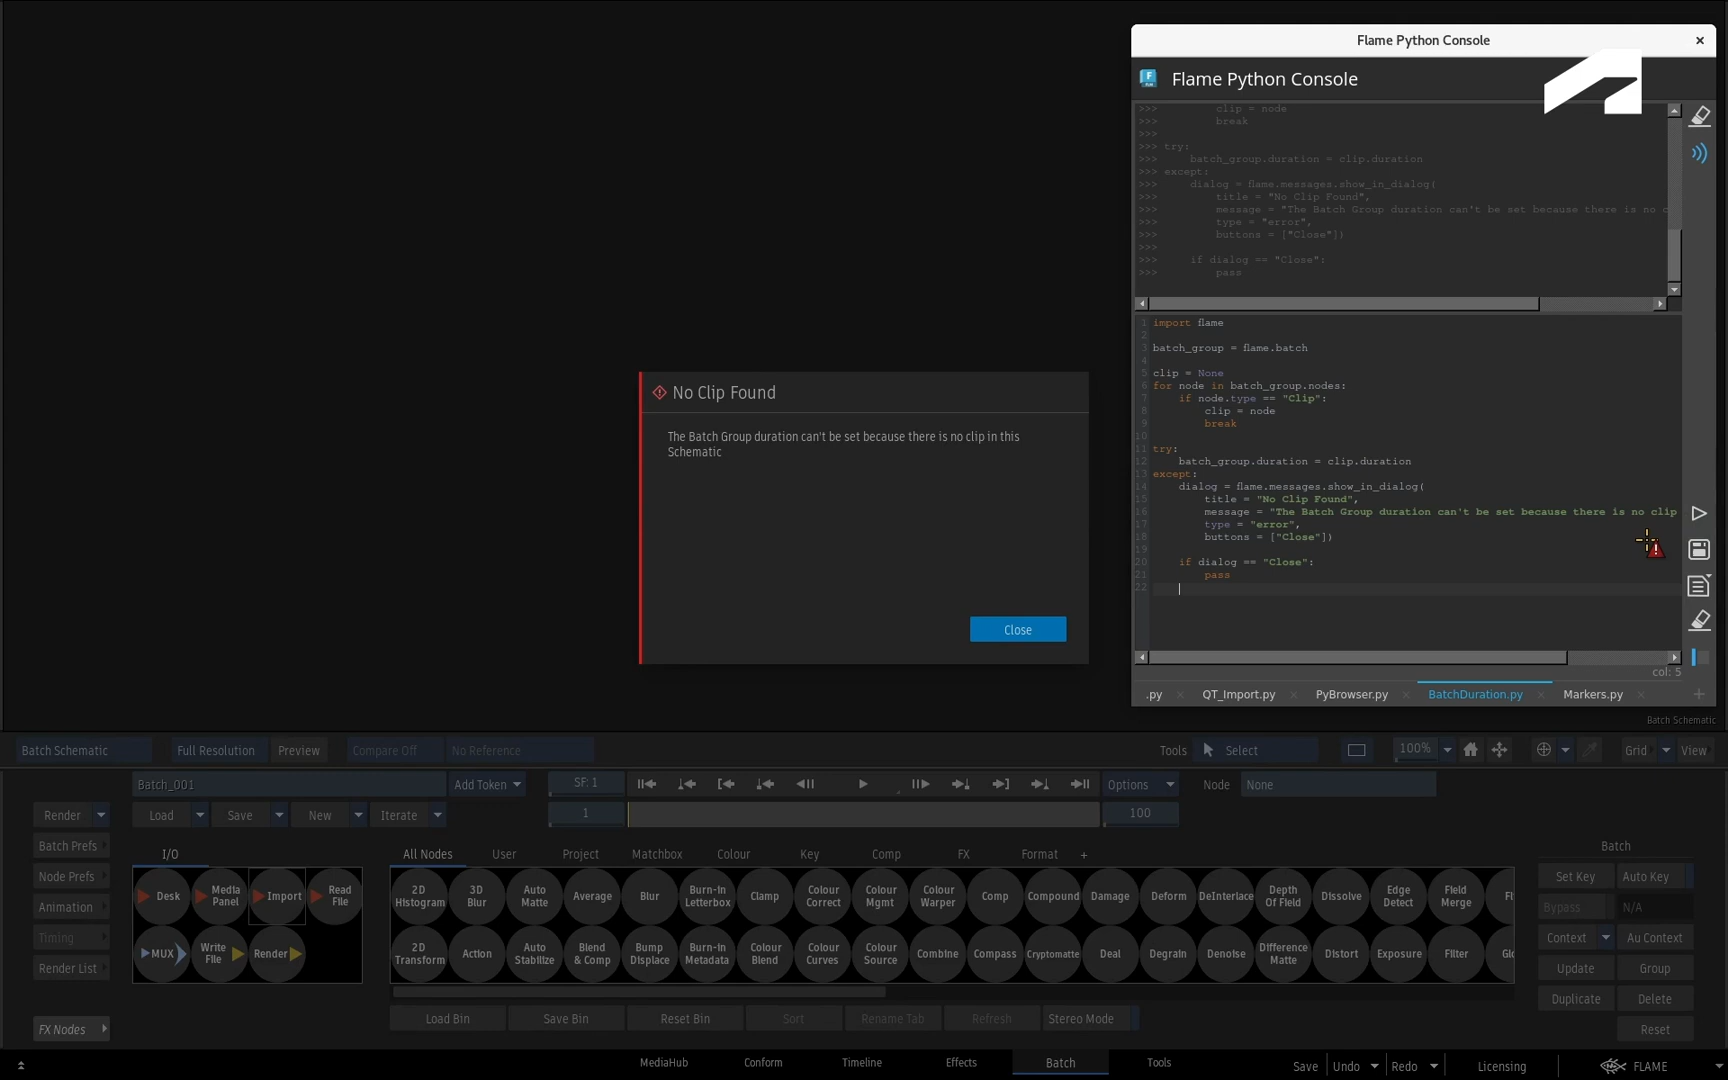 Flame Python Console
Flame Python Console
>>> clip = node
>>> break
>>>
>>> try:
>>> batch_group.duration = clip.duration
>>> except:
>>> dialog = flame.messages.show_in_dialog(
>>> title = "No Clip Found",
>>> message = "The Batch Group duration can't be set because there is no c
>>> type = "error",
>>> buttons = ["Close"])
>>>
>>> if dialog == "Close":
>>> pass
1 import flame
2
3 batch_group = flame.batch
4
5 clip = None
6 for node in batch_group.nodes:
7 if node.type == "Clip":
8 clip = node
9 break
10
11 try:
12 batch_group.duration = clip.duration
13 except:
14 dialog = flame.messages.show_in_dialog(
15 title = "No Clip Found",
16 message = "The Batch Group duration can't be set because there is no clip
17 type = "error",
18 buttons = ["Close"])
19
20 if dialog == "Close":
21 pass
22
col: 5
.py QT_Import.py PyBrowser.py BatchDuration.py Markers.py +
No Clip Found
The Batch Group duration can't be set because there is no clip in this
Schematic
Close
Batch Schematic
Batch Schematic Full Resolution Preview Compare Off No Reference Tools Select 100% Grid View
Batch_001 Add Token SF: 1 Options Node None
Render Load Save New Iterate 1 100
Batch Prefs
Node Prefs
Animation
Timing
Render List
FX Nodes
I/O
Desk
Media
Panel
Import
Read
File
MUX
Write
File
Render
All Nodes User Project Matchbox Colour Key Comp FX Format +
2D
Histogram
3D
Blur
Auto
Matte
Average
Blur
Burn-In
Letterbox
Clamp
Colour
Correct
Colour
Mgmt
Colour
Warper
Comp
Compound
Damage
Deform
DeInterlace
Depth
Of Field
Dissolve
Edge
Detect
Field
Merge
Fl
2D
Transform
Action
Auto
Stabilize
Blend
& Comp
Bump
Displace
Burn-In
Metadata
Colour
Blend
Colour
Curves
Colour
Source
Combine
Compass
Cryptomatte
Deal
Degrain
Denoise
Difference
Matte
Distort
Exposure
Filter
Glo
Load Bin Save Bin Reset Bin Sort Rename Tab Refresh Stereo Mode
Batch
Set Key Auto Key
Bypass N/A
Context Au Context
Update Group
Duplicate Delete
Reset
MediaHub Conform Timeline Effects Batch Tools Save Undo Redo Licensing FLAME